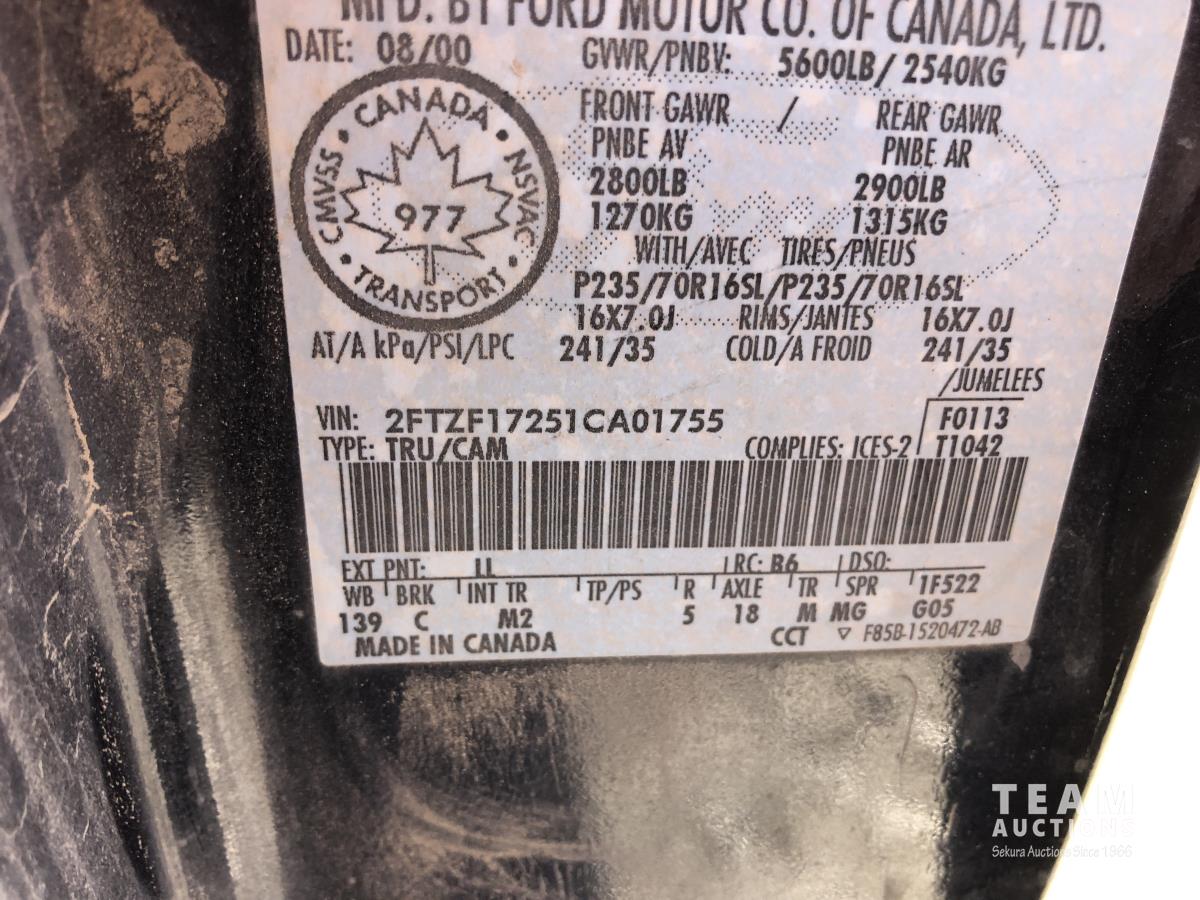 MFD. BY FORD MOTOR CO. OF CANADA, LTD.
DATE: 08/00 GVWR/PNBV: 5600LB/ 2540KG
CANADA
CMVSS
NSVAC
977
TRANSPORT
FRONT GAWR / REAR GAWR
PNBE AV PNBE AR
2800LB 2900LB
1270KG 1315KG
WITH/AVEC TIRES/PNEUS
P235/70R16SL/P235/70R16SL
16X7.0J RIMS/JANTES 16X7.0J
AT/A kPa/PSI/LPC 241/35 COLD/A FROID 241/35
/JUMELEES
VIN: 2FTZF17251CA01755 F0113
TYPE: TRU/CAM COMPLIES: ICES-2 T1042
EXT PNT: LL RC: B6 DSO:
WB BRK INT TR TP/PS R AXLE TR SPR 1F522
139 C M2 5 18 M MG G05
MADE IN CANADA CCT F85B-1520472-AB
TEAM
AUCTIONS
Sekura Auctions Since 1966